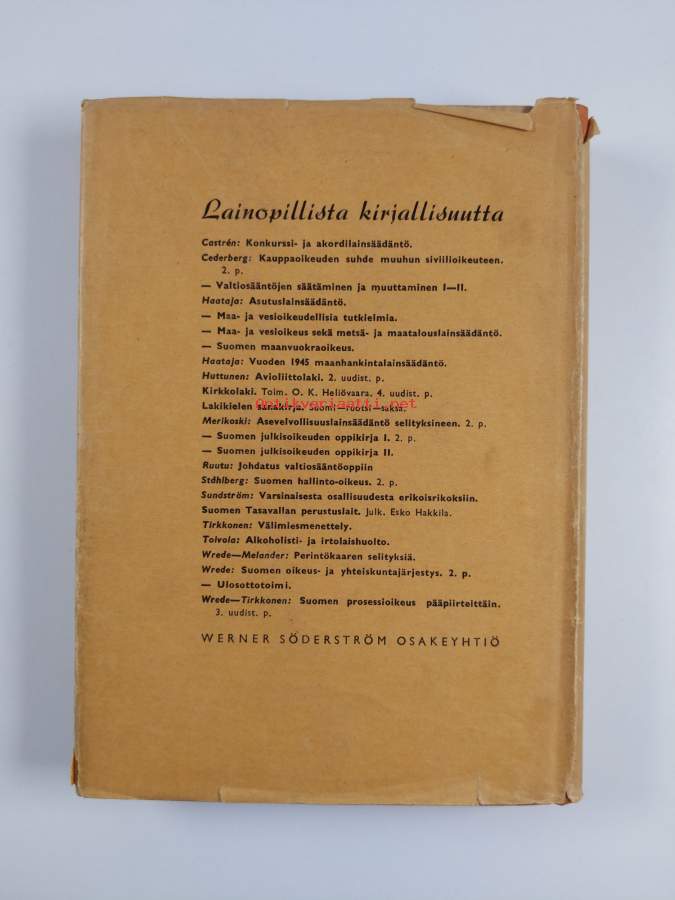 Lainopillista kirjallisuutta
Castrén: Konkurssi- ja akordilainsäädäntö.
Cederberg: Kauppaoikeuden suhde muuhun siviilioikeuteen.
2. p.
— Valtiosääntöjen säätäminen ja muuttaminen I—II.
Haataja: Asutuslainsäädäntö.
— Maa- ja vesioikeudellisia tutkielmia.
— Maa- ja vesioikeus sekä metsä- ja maatalouslainsäädäntö.
— Suomen maanvuokraoikeus.
Haataja: Vuoden 1945 maanhankintalainsäädäntö.
Huttunen: Avioliittolaki. 2. uudist. p.
Kirkkolaki. Toim. O. K. Heliövaara. 4. uudist. p.
Antikvariaatti.net
Lakikielen sanakirja. Suomi—ruotsi—saksa.
Merikoski: Asevelvollisuuslainsäädäntö selityksineen. 2. p.
— Suomen julkisoikeuden oppikirja I. 2. p.
— Suomen julkisoikeuden oppikirja II.
Ruutu: Johdatus valtiosääntöoppiin
Ståhlberg: Suomen hallinto-oikeus. 2. p.
Sundström: Varsinaisesta osallisuudesta erikoisrikoksiin.
Suomen Tasavallan perustuslait. Julk. Esko Hakkila.
Tirkkonen: Välimiesmenettely.
Toivola: Alkoholisti- ja irtolaishuolto.
Wrede—Melander: Perintökaaren selityksiä.
Wrede: Suomen oikeus- ja yhteiskuntajärjestys. 2. p.
— Ulosottotoimi.
Wrede—Tirkkonen: Suomen prosessioikeus pääpiirteittäin.
3. uudist. p.
WERNER SÖDERSTRÖM OSAKEYHTIÖ